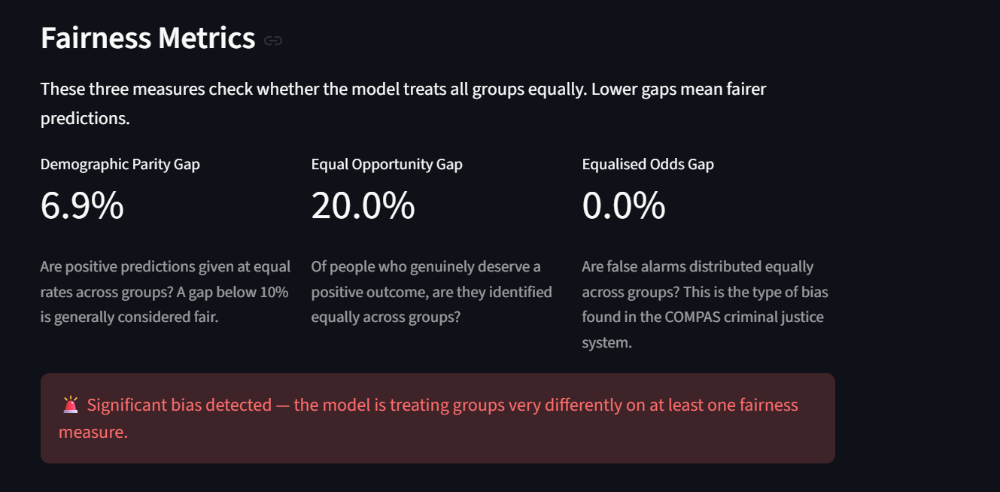 Fairness Metrics
These three measures check whether the model treats all groups equally. Lower gaps mean fairer
predictions.
Demographic Parity Gap
6.9%
Are positive predictions given at equal
rates across groups? A gap below 10%
is generally considered fair.
Equal Opportunity Gap
20.0%
Of people who genuinely deserve a
positive outcome, are they identified
equally across groups?
Equalised Odds Gap
0.0%
Are false alarms distributed equally
across groups? This is the type of bias
found in the COMPAS criminal justice
system.
🚨 Significant bias detected — the model is treating groups very differently on at least one fairness
measure.